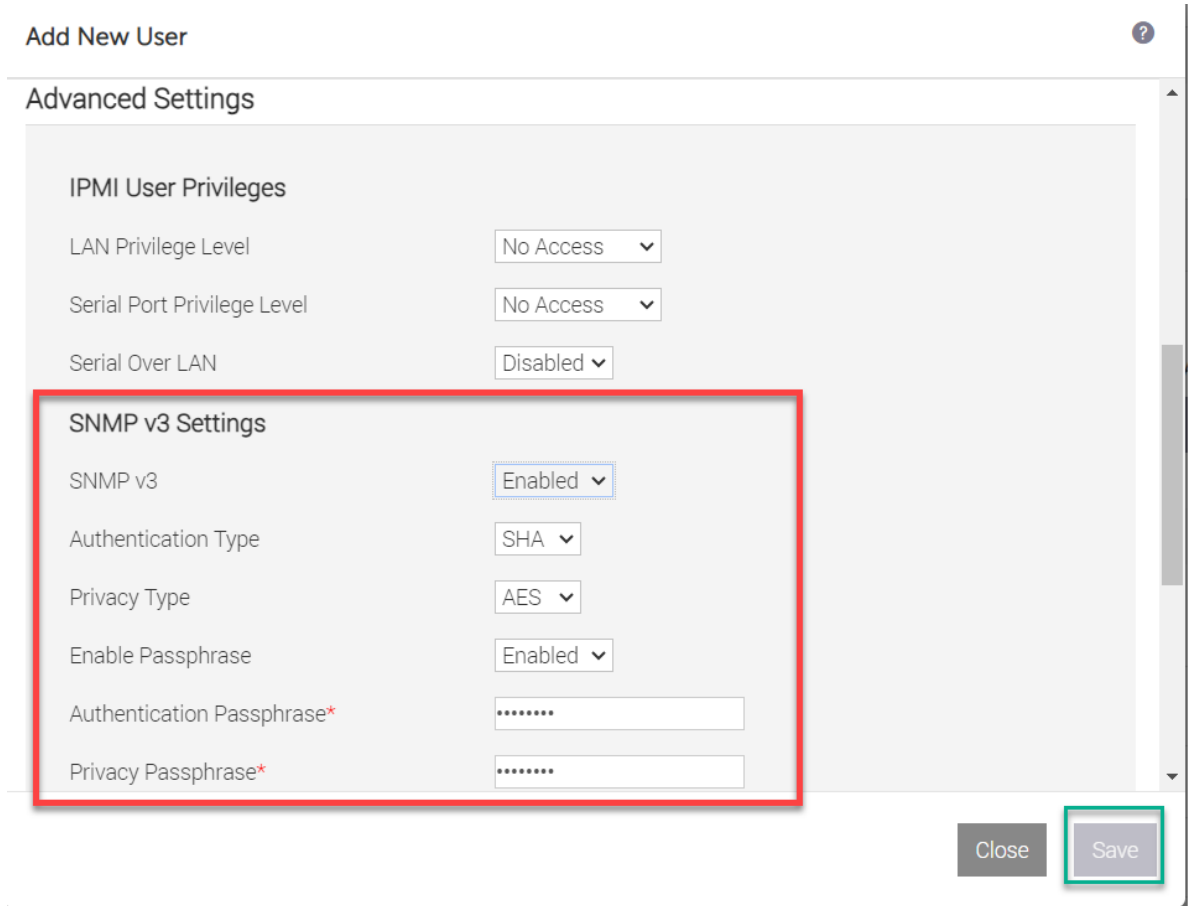 Add New User
?
Advanced Settings
IPMI User Privileges
LAN Privilege Level No Access
Serial Port Privilege Level No Access
Serial Over LAN Disabled
SNMP v3 Settings
SNMP v3 Enabled
Authentication Type SHA
Privacy Type AES
Enable Passphrase Enabled
Authentication Passphrase* ••••••••
Privacy Passphrase* ••••••••
Close Save